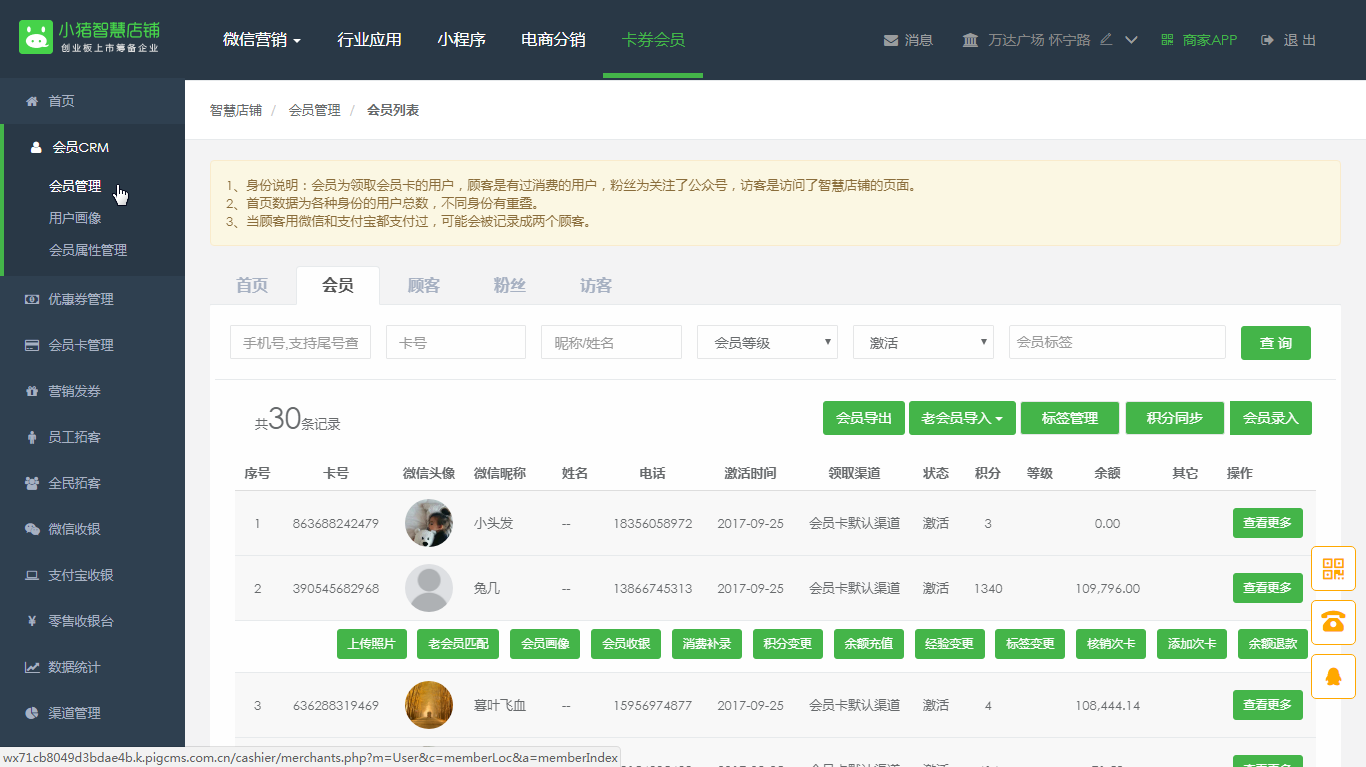 小猪智慧店铺
创业板上市筹备企业
微信营销 行业应用 小程序 电商分销 卡券会员
消息 万达广场 怀宁路 商家APP 退 出
首页
会员CRM
会员管理
用户画像
会员属性管理
优惠券管理
会员卡管理
营销发券
员工拓客
全民拓客
微信收银
支付宝收银
零售收银台
数据统计
渠道管理
智慧店铺 / 会员管理 / 会员列表
1、身份说明：会员为领取会员卡的用户，顾客是有过消费的用户，粉丝为关注了公众号，访客是访问了智慧店铺的页面。
2、首页数据为各种身份的用户总数，不同身份有重叠。
3、当顾客用微信和支付宝都支付过，可能会被记录成两个顾客。
首页 会员 顾客 粉丝 访客
手机号,支持尾号查 卡号 昵称/姓名 会员等级 激活 会员标签 查 询
共30条记录 会员导出 老会员导入 标签管理 积分同步 会员录入
序号 卡号 微信头像 微信昵称 姓名 电话 激活时间 领取渠道 状态 积分 等级 余额 其它 操作
1 863688242479 小头发 -- 18356058972 2017-09-25 会员卡默认渠道 激活 3 0.00 查看更多
2 390545682968 兔几 -- 13866745313 2017-09-25 会员卡默认渠道 激活 1340 109,796.00 查看更多
上传照片 老会员匹配 会员画像 会员收银 消费补录 积分变更 余额充值 经验变更 标签变更 核销次卡 添加次卡 余额退款
3 636288319469 暮叶飞血 -- 15956974877 2017-09-25 会员卡默认渠道 激活 4 108,444.14 查看更多
wx71cb8049d3bdae4b.k.pigcms.com.cn/cashier/merchants.php?m=User&c=memberLoc&a=memberIndex